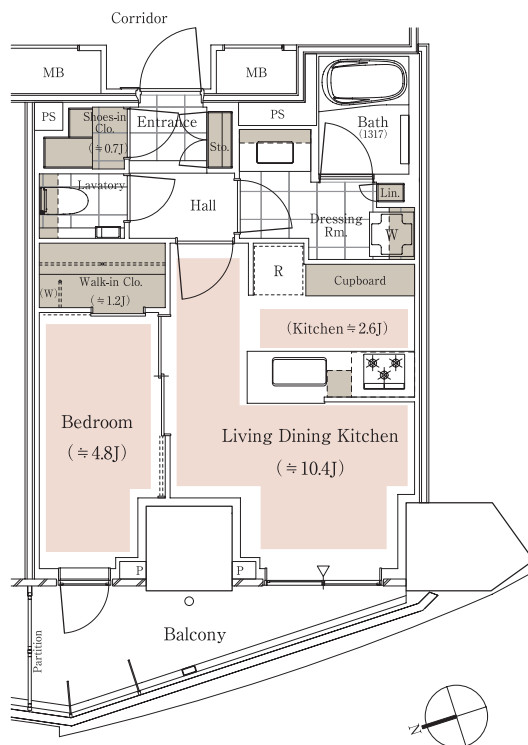 Corridor
MB
MB
PS
Shoes-in
Clo.
(≒0.7J)
Entrance
Sto.
PS
Bath
(1317)
Lavatory
Hall
Dressing
Rm.
Lin.
W
Walk-in Clo.
(≒1.2J)
(W)
R
Cupboard
(Kitchen≒2.6J)
Bedroom
(≒4.8J)
Living Dining Kitchen
(≒10.4J)
P
P
Balcony
Partition
N